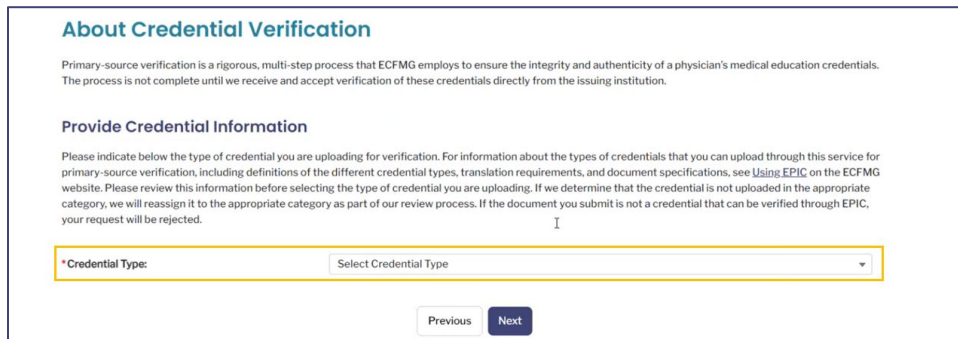 About Credential Verification
Primary-source verification is a rigorous, multi-step process that ECFMG employs to ensure the integrity and authenticity of a physician's medical education credentials.
The process is not complete until we receive and accept verification of these credentials directly from the issuing institution.
Provide Credential Information
Please indicate below the type of credential you are uploading for verification. For information about the types of credentials that you can upload through this service for
primary-source verification, including definitions of the different credential types, translation requirements, and document specifications, see Using EPIC on the ECFMG
website. Please review this information before selecting the type of credential you are uploading. If we determine that the credential is not uploaded in the appropriate
category, we will reassign it to the appropriate category as part of our review process. If the document you submit is not a credential that can be verified through EPIC,
your request will be rejected.
*Credential Type: Select Credential Type
Previous Next